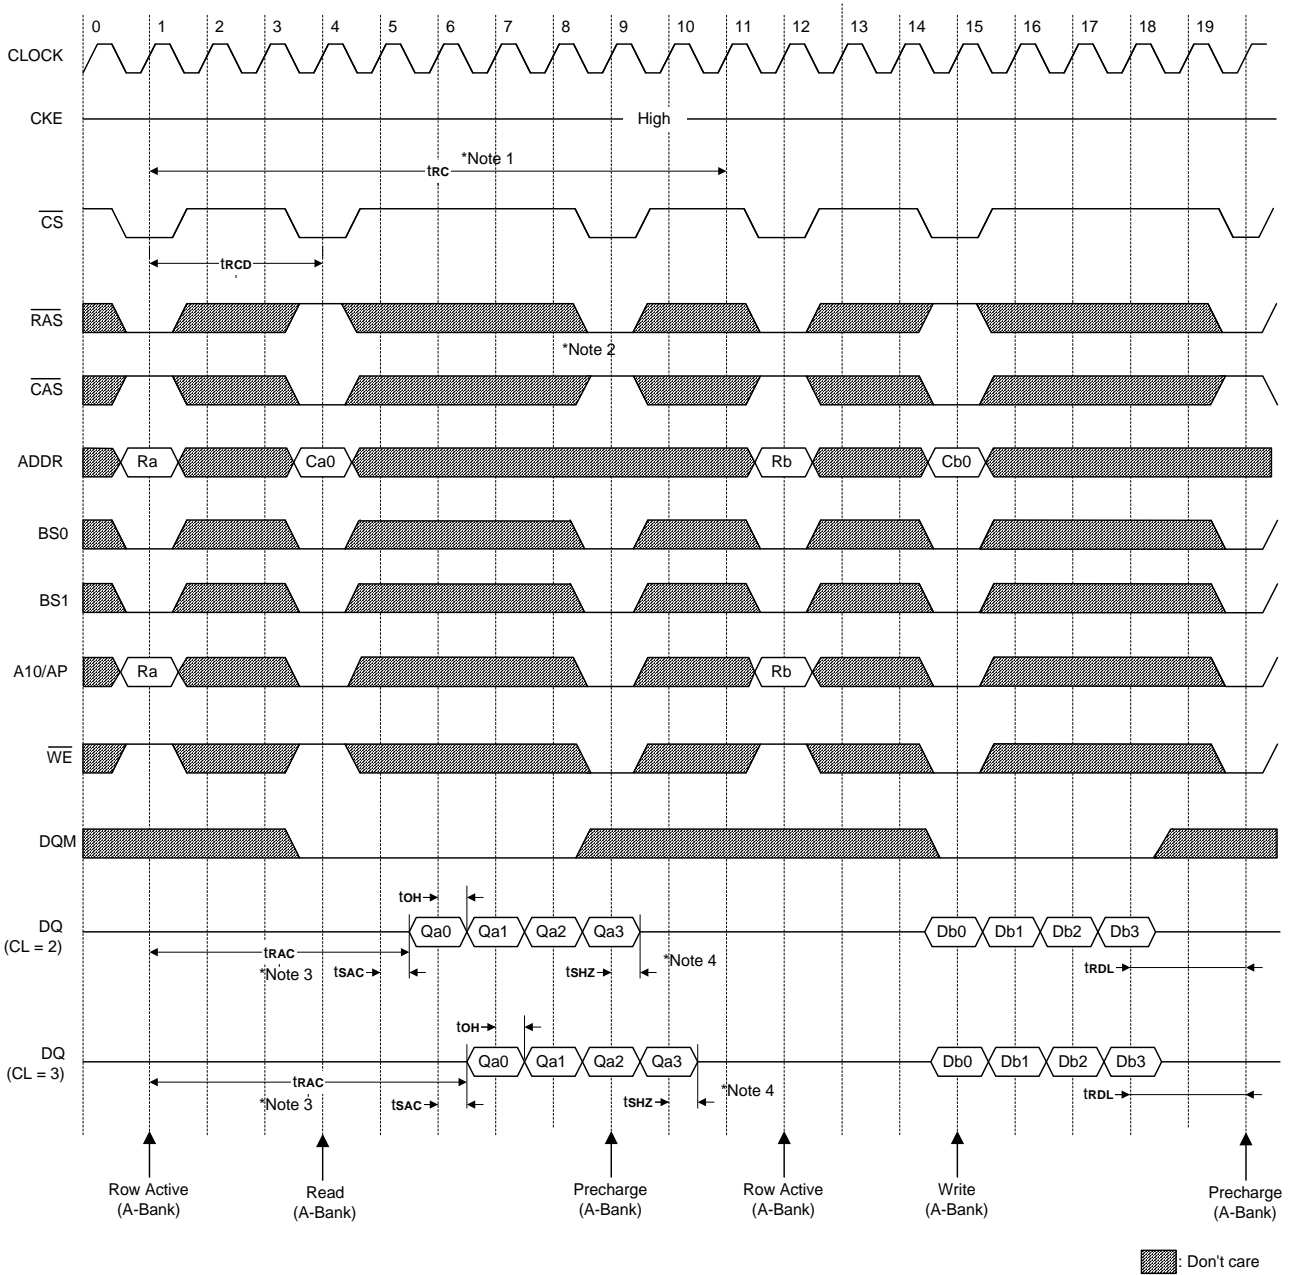 0 1 2 3 4 5 6 7 8 9 10 11 12 13 14 15 16 17 18 19
CLOCK
CKE High
*Note 1
tRC
CS
tRCD
RAS
*Note 2
CAS
ADDR Ra Ca0 Rb Cb0
BS0
BS1
A10/AP Ra Rb
WE
DQM
tOH
DQ
(CL = 2)
Qa0 Qa1 Qa2 Qa3 Db0 Db1 Db2 Db3
tRAC
*Note 3 tSAC tSHZ *Note 4 tRDL
tOH
DQ
(CL = 3)
Qa0 Qa1 Qa2 Qa3 Db0 Db1 Db2 Db3
tRAC
*Note 3 tSAC tSHZ *Note 4 tRDL
Row Active
(A-Bank)
Read
(A-Bank)
Precharge
(A-Bank)
Row Active
(A-Bank)
Write
(A-Bank)
Precharge
(A-Bank)
: Don't care